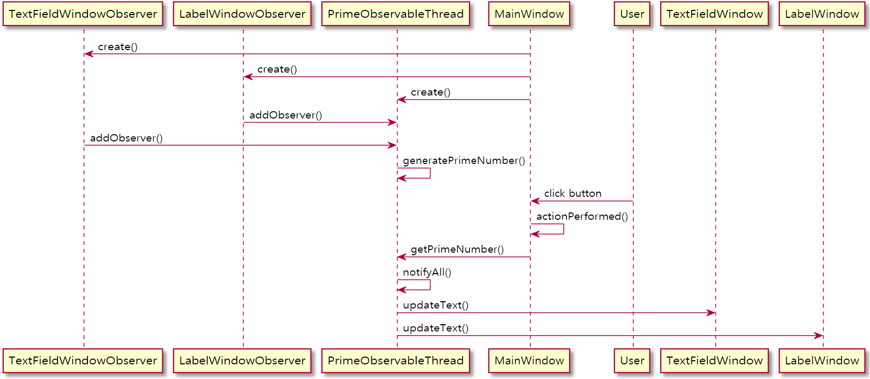 TextFieldWindowObserver LabelWindowObserver PrimeObservableThread MainWindow User TextFieldWindow LabelWindow
create()
create()
create()
addObserver()
addObserver()
generatePrimeNumber()
click button
actionPerformed()
getPrimeNumber()
notifyAll()
updateText()
updateText()
TextFieldWindowObserver LabelWindowObserver PrimeObservableThread MainWindow User TextFieldWindow LabelWindow